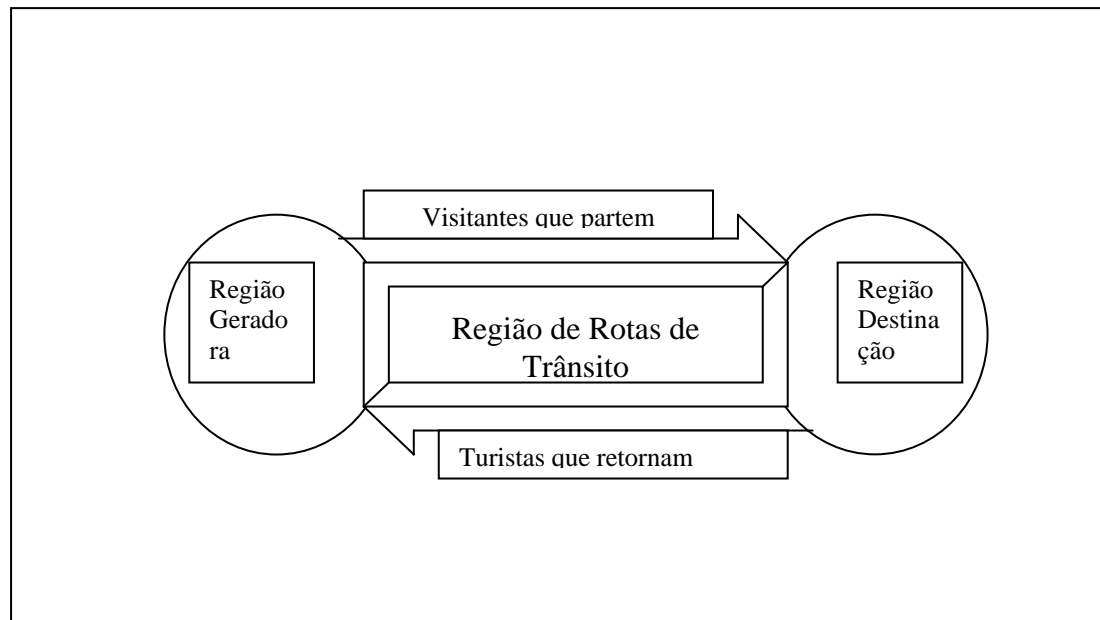 Visitantes que partem
Região
Gerado
ra
Região de Rotas de
Trânsito
Região
Destina
ção
Turistas que retornam